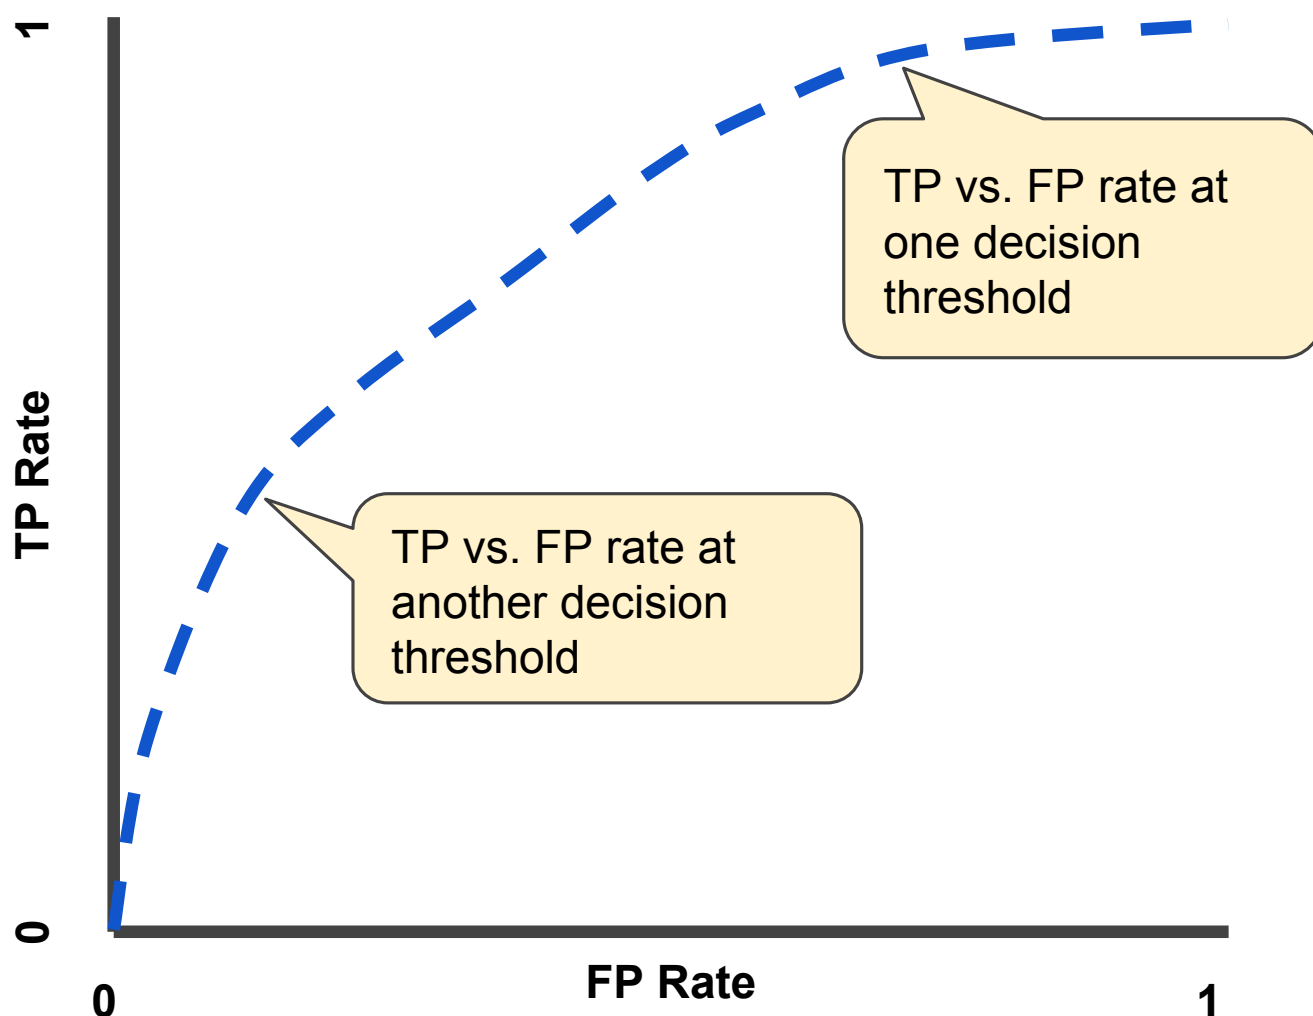 1
TP vs. FP rate at
one decision
threshold
TP Rate
TP vs. FP rate at
another decision
threshold
0
FP Rate
0
1